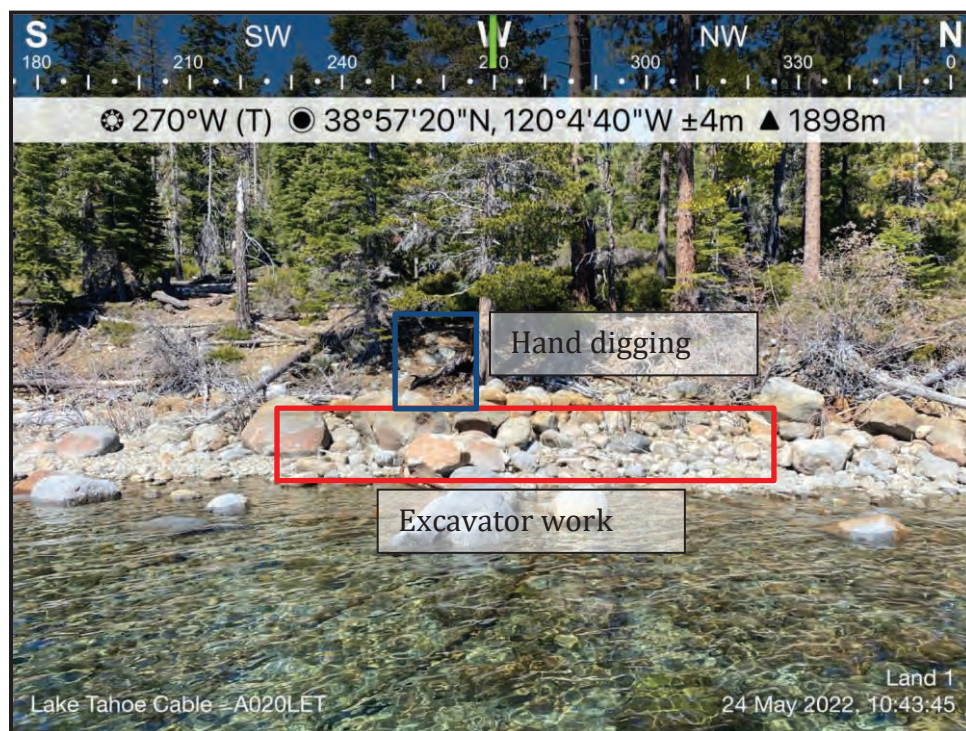 S SW W NW N
180 210 240 270 300 330 0
270°W (T) 38°57'20"N, 120°4'40"W ±4m ▲ 1898m
Hand digging
Excavator work
Land 1
Lake Tahoe Cable - A020LET 24 May 2022, 10:43:45